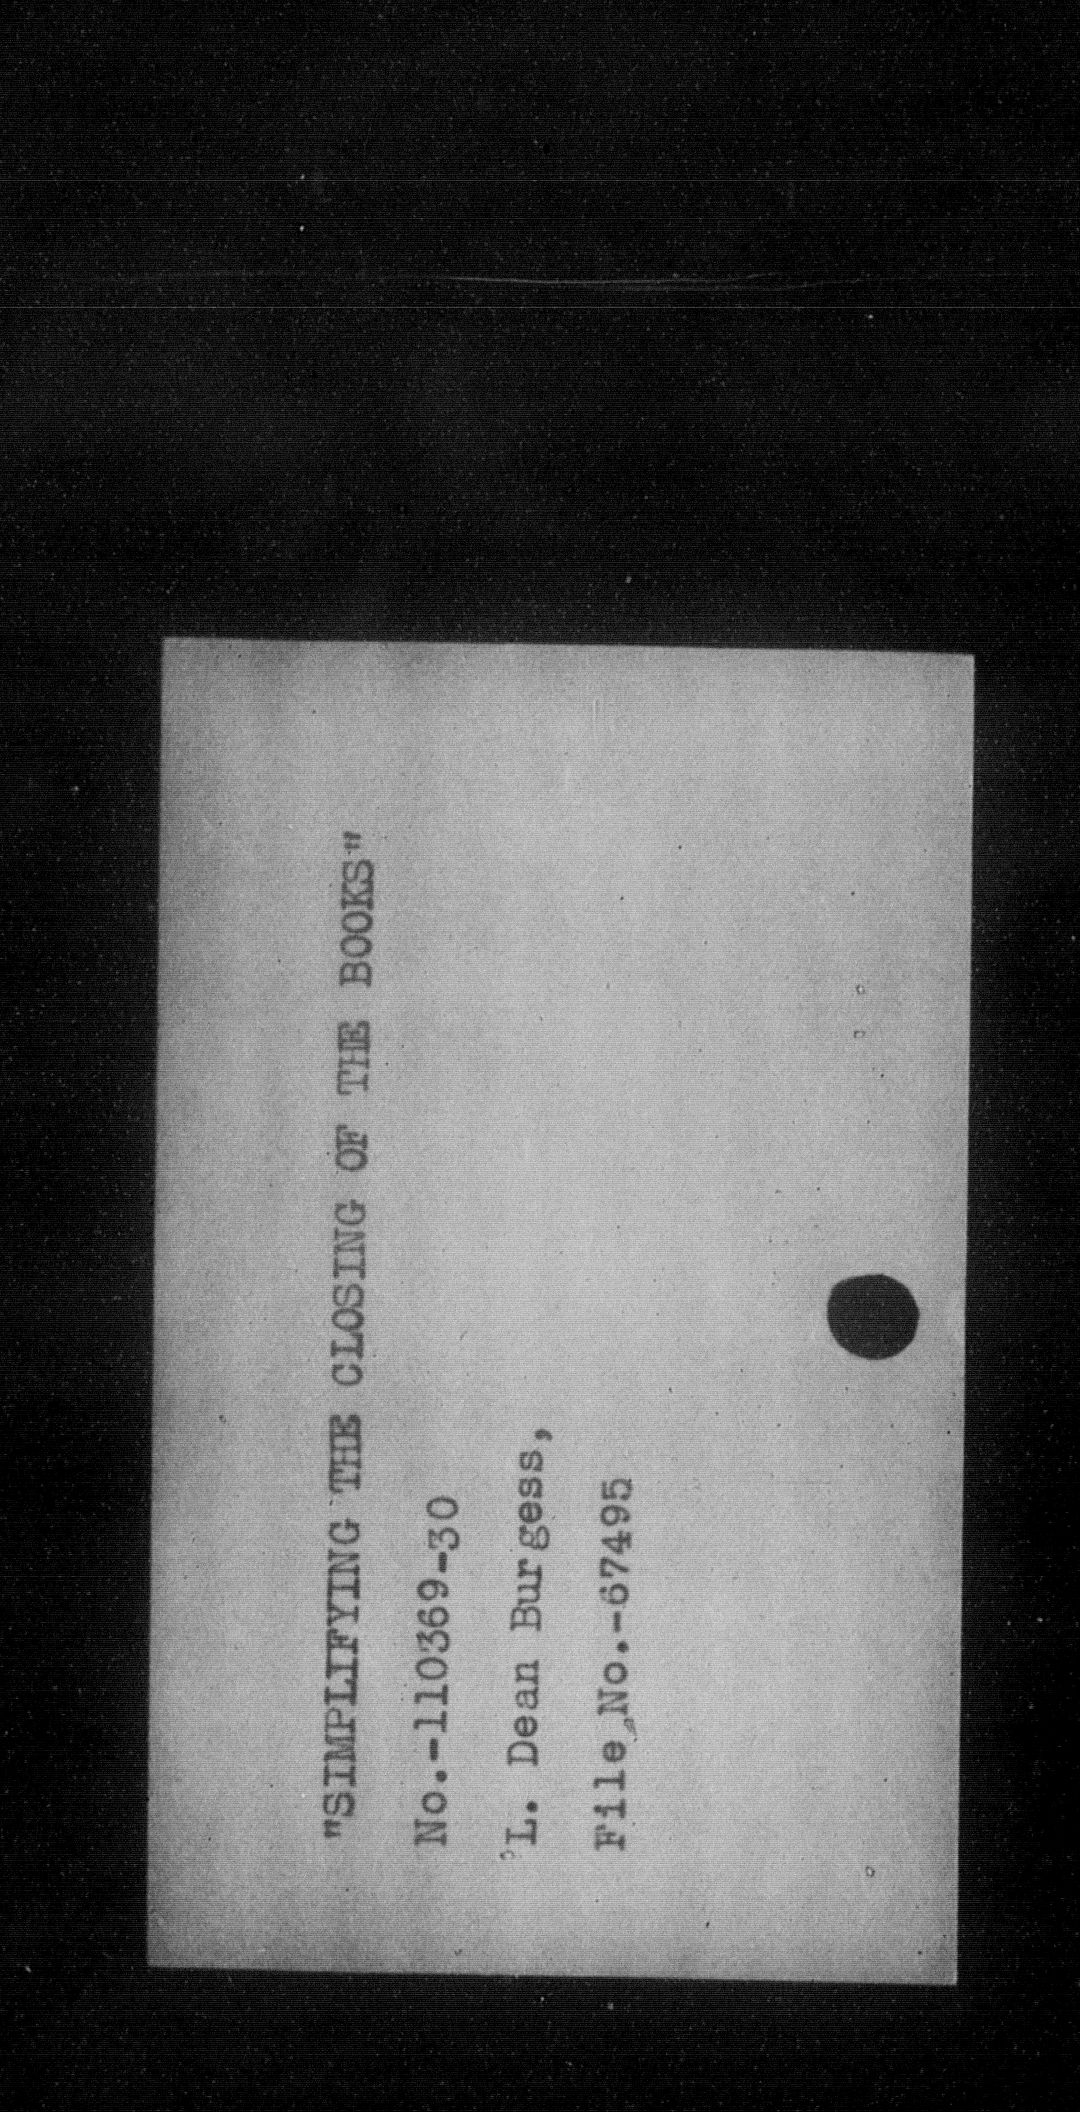 "SIMPLIFYING THE CLOSING OF THE BOOKS"
No.-110369-30
L. Dean Burgess,
File No.-67495